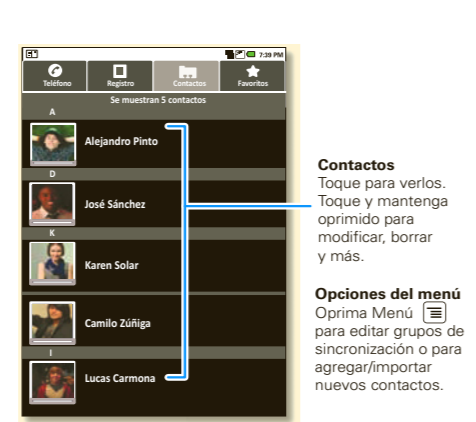 7:39 PM
Teléfono Registro Contactos Favoritos
Se muestran 5 contactos
A
Alejandro Pinto
D
José Sánchez
K
Karen Solar
Camilo Zúñiga
I
Lucas Carmona
Contactos
Toque para verlos.
Toque y mantenga
oprimido para
modificar, borrar
y más.
Opciones del menú
Oprima Menú
para editar grupos de
sincronización o para
agregar/importar
nuevos contactos.